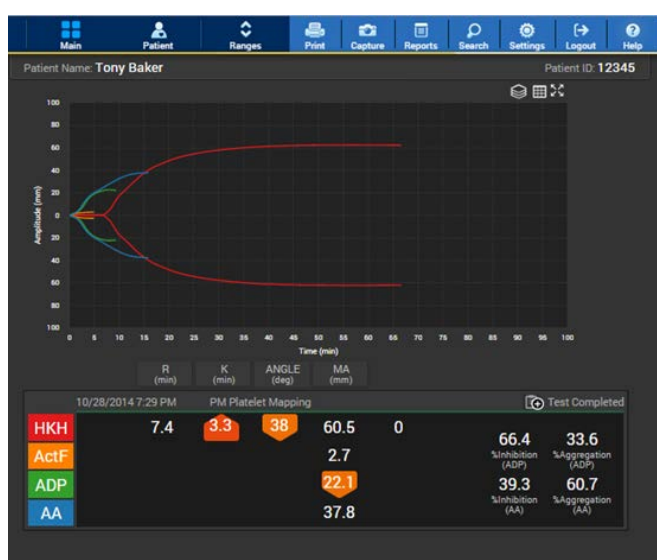 Main Patient Ranges Print Capture Reports Search Settings Logout Help
Patient Name: Tony Baker Patient ID: 12345
100
80
60
40
20
0
20
40
60
80
100
Amplitude (mm)
0 5 10 15 20 25 30 35 40 45 50 55 60 65 70 75 80 85 90 95 100
Time (min)
R (min) K (min) ANGLE (deg) MA (mm)
10/28/2014 7:29 PM PM Platelet Mapping Test Completed
HKH 7.4 3.3 38 60.5 0
ActF 2.7
66.4 33.6
%Inhibition (ADP) %Aggregation (ADP)
ADP 22.1
39.3 60.7
%Inhibition (AA) %Aggregation (AA)
AA 37.8